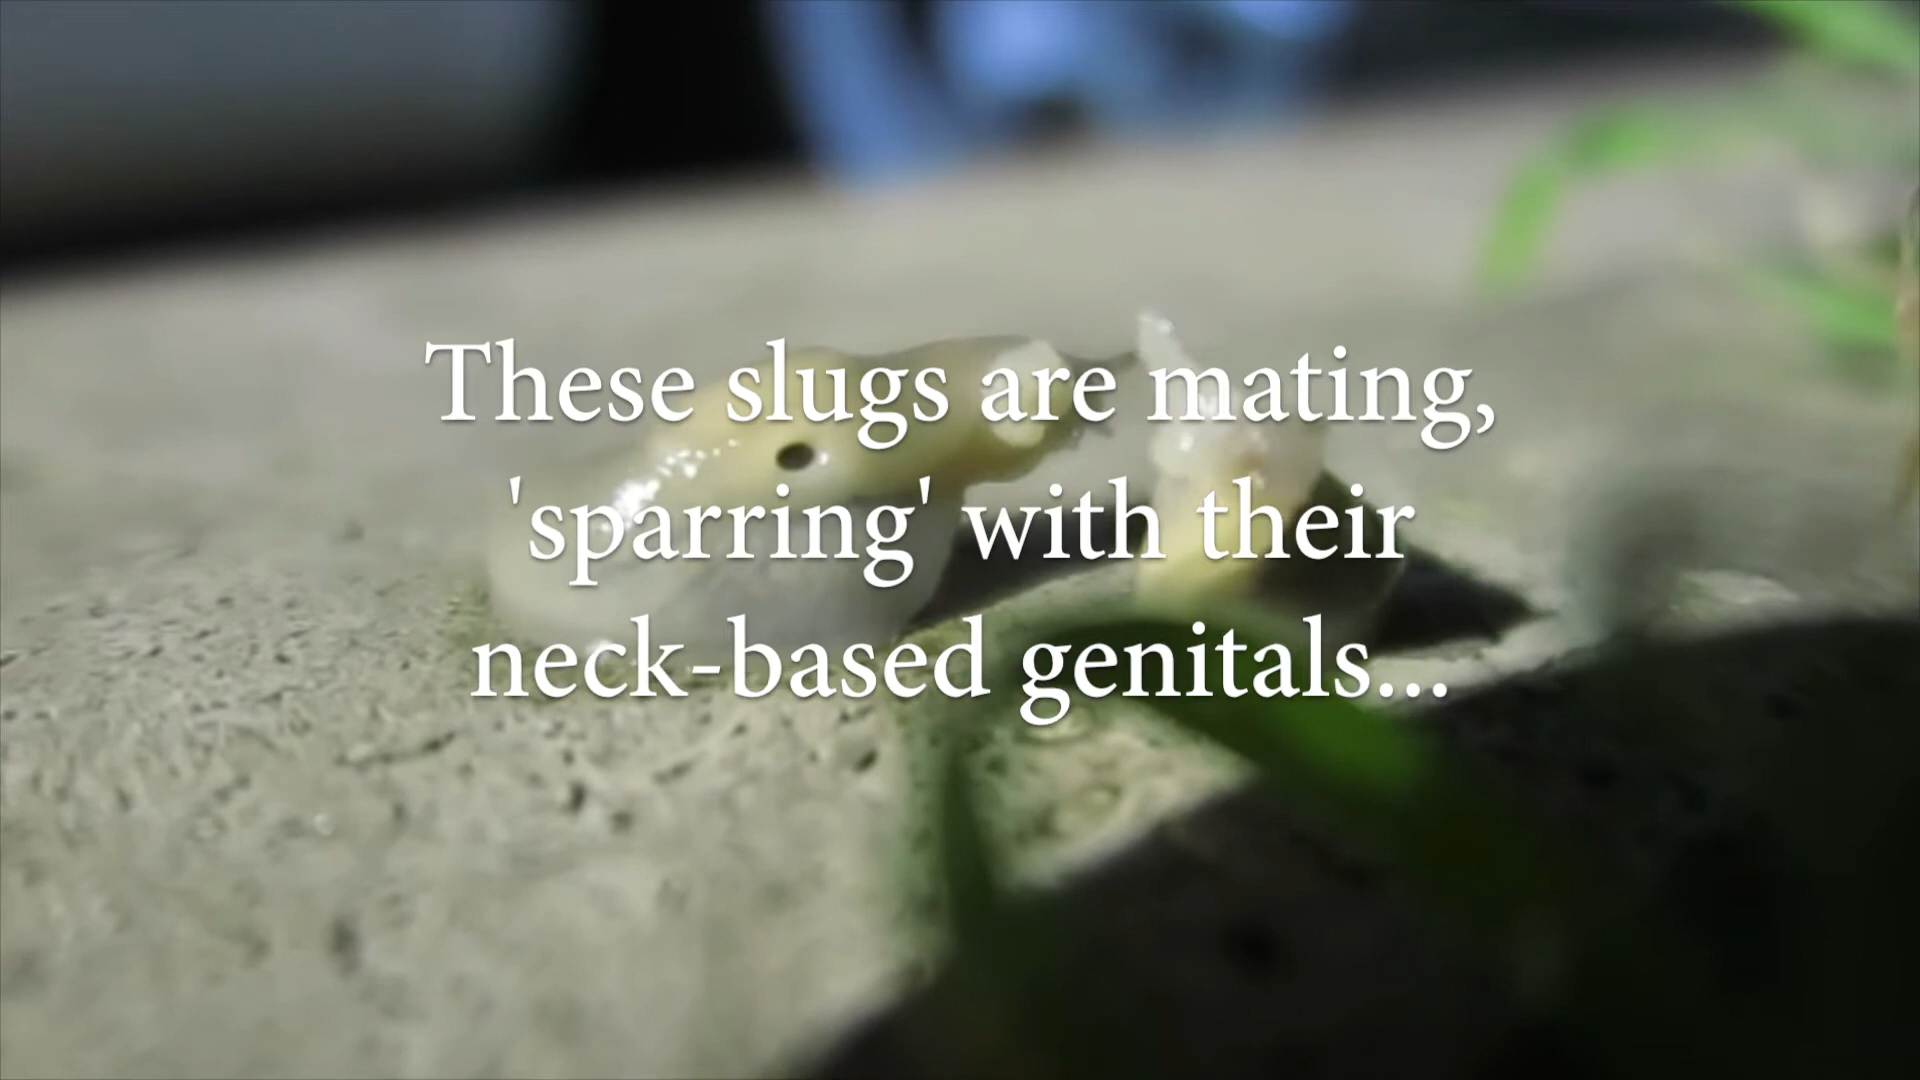 These slugs are mating,
'sparring' with their
neck-based genitals...